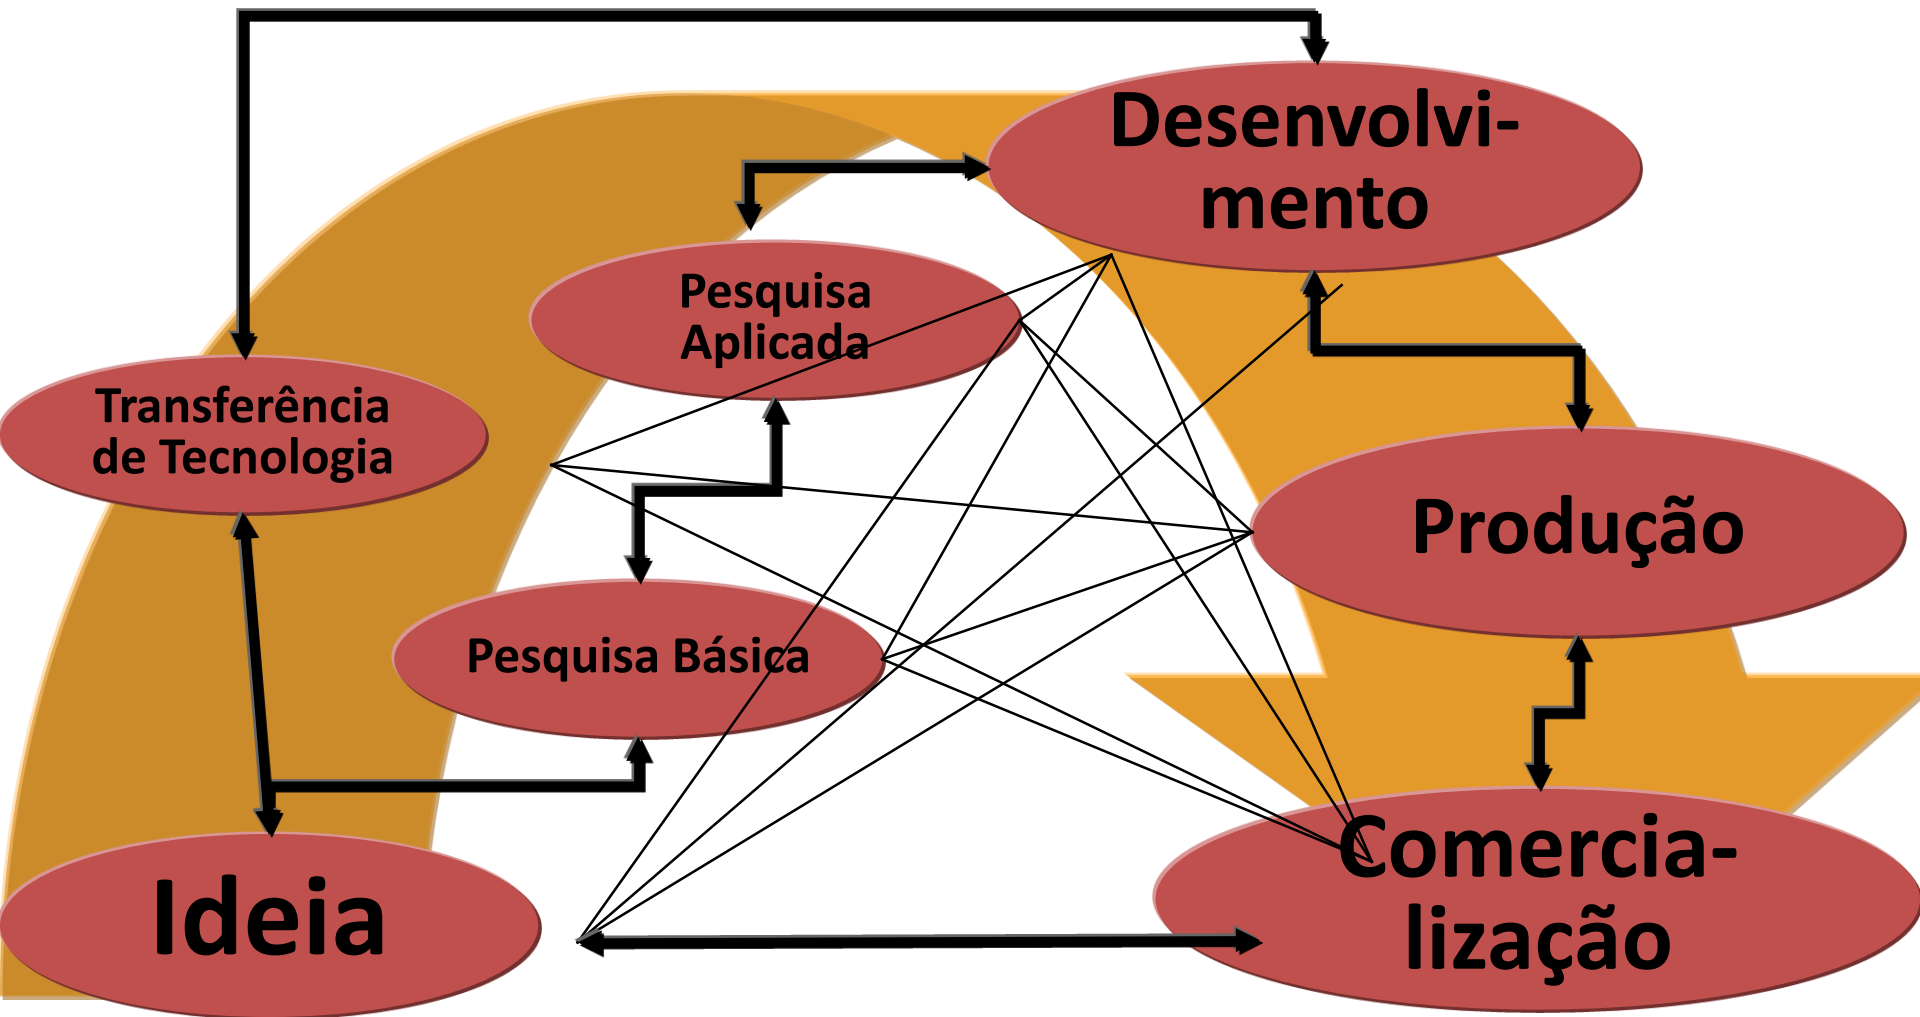 Desenvolvi-
mento
Pesquisa
Aplicada
Transferência
de Tecnologia
Produção
Pesquisa Básica
Comercia-
lização
Ideia